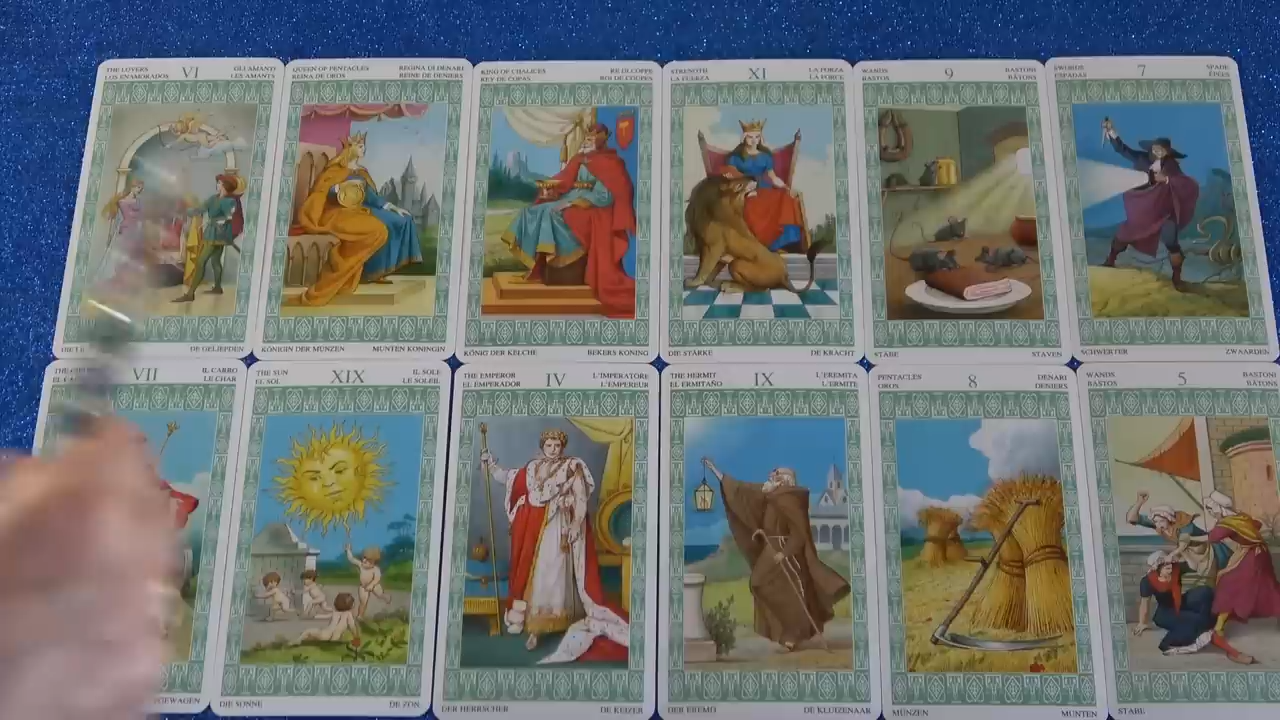 THE LOVERS VI GLI AMANTI
LOS ENAMORADOS LES AMANTS
DE GELIEFDEN
QUEEN OF PENTACLES REGINA DI DENARI
REINA DE OROS REINE DE DENIERS
KÖNIGIN DER MÜNZEN MUNTEN KONINGIN
KING OF CHALICES RE DI COPPE
REY DE COPAS ROI DE COUPES
KÖNIG DER KELCHE BEKERS KONING
STRENGTH XI LA FORZA
LA FUERZA LA FORCE
DIE STÄRKE DE KRACHT
WANDS 9 BASTONI
BASTOS BÂTONS
STÄBE STAVEN
SWORDS 7 SPADE
ESPADAS ÉPÉES
SCHWERTER ZWAARDEN
VII IL CARRO
LE CHAR
THE SUN XIX IL SOLE
EL SOL LE SOLEIL
DIE SONNE DE ZON
THE EMPEROR IV L'IMPERATORE
EL EMPERADOR L'EMPEREUR
DER HERRSCHER DE KEIZER
THE HERMIT IX L'EREMITA
EL ERMITAÑO L'ERMITE
DER EREMIT DE KLUIZENAAR
PENTACLES 8 DENARI
OROS DENIERS
MÜNZEN MUNTEN
WANDS 5 BASTONI
BASTOS BÂTONS
STÄBE